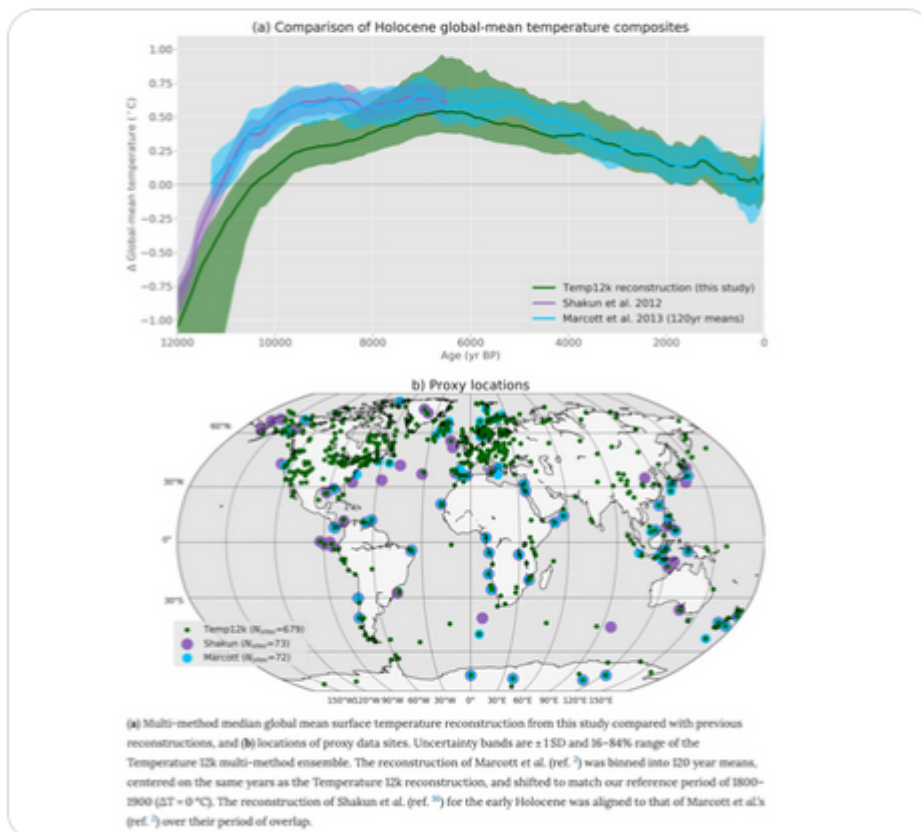 (a) Comparison of Holocene global-mean temperature composites
1.00
0.75
0.50
0.25
0.00
−0.25
−0.50
−0.75
−1.00
Δ Global-mean temperature (°C)
Temp12k reconstruction (this study)
Shakun et al. 2012
Marcott et al. 2013 (120yr means)
12000 10000 8000 6000 4000 2000 0
Age (yr BP)
b) Proxy locations
60°N
30°N
0°
30°S
Temp12k (Nsites=679)
Shakun (Nsites=73)
Marcott (Nsites=72)
150°W 120°W 90°W 60°W 30°W 0° 30°E 60°E 90°E 120°E 150°E
(a) Multi-method median global mean surface temperature reconstruction from this study compared with previous
reconstructions, and (b) locations of proxy data sites. Uncertainty bands are ± 1 SD and 16–84% range of the
Temperature 12k multi-method ensemble. The reconstruction of Marcott et al. (ref. 2) was binned into 120 year means,
centered on the same years as the Temperature 12k reconstruction, and shifted to match our reference period of 1800–
1900 (ΔT = 0 °C). The reconstruction of Shakun et al. (ref.) for the early Holocene was aligned to that of Marcott et al.'s
(ref. 2) over their period of overlap.